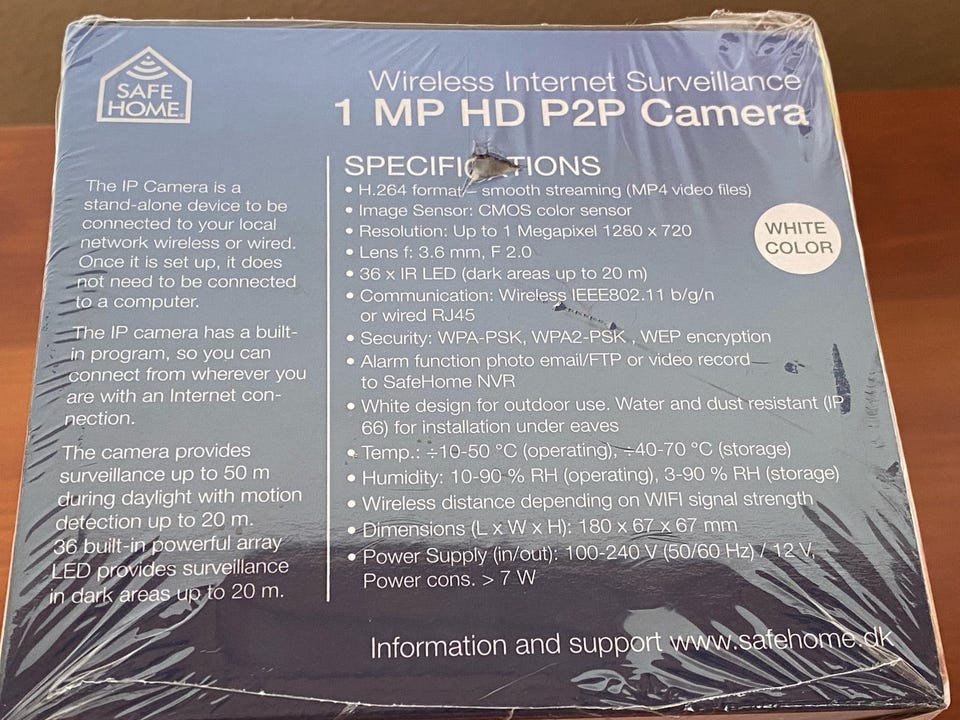 SAFE
HOME
Wireless Internet Surveillance
1 MP HD P2P Camera
The IP Camera is a
stand-alone device to be
connected to your local
network wireless or wired.
Once it is set up, it does
not need to be connected
to a computer.
The IP camera has a built-
in program, so you can
connect from wherever you
are with an Internet con-
nection.
The camera provides
surveillance up to 50 m
during daylight with motion
detection up to 20 m.
36 built-in powerful array
LED provides surveillance
in dark areas up to 20 m.
SPECIFICATIONS
• H.264 format – smooth streaming (MP4 video files)
• Image Sensor: CMOS color sensor
• Resolution: Up to 1 Megapixel 1280 x 720
• Lens f: 3.6 mm, F 2.0
• 36 x IR LED (dark areas up to 20 m)
• Communication: Wireless IEEE802.11 b/g/n
or wired RJ45
• Security: WPA-PSK, WPA2-PSK , WEP encryption
• Alarm function photo email/FTP or video record
to SafeHome NVR
• White design for outdoor use. Water and dust resistant (IP
66) for installation under eaves
• Temp.: ÷10-50 °C (operating), ÷40-70 °C (storage)
• Humidity: 10-90 % RH (operating), 3-90 % RH (storage)
• Wireless distance depending on WIFI signal strength
• Dimensions (L x W x H): 180 x 67 x 67 mm
• Power Supply (in/out): 100-240 V (50/60 Hz) / 12 V,
Power cons. > 7 W
WHITE
COLOR
Information and support www.safehome.dk